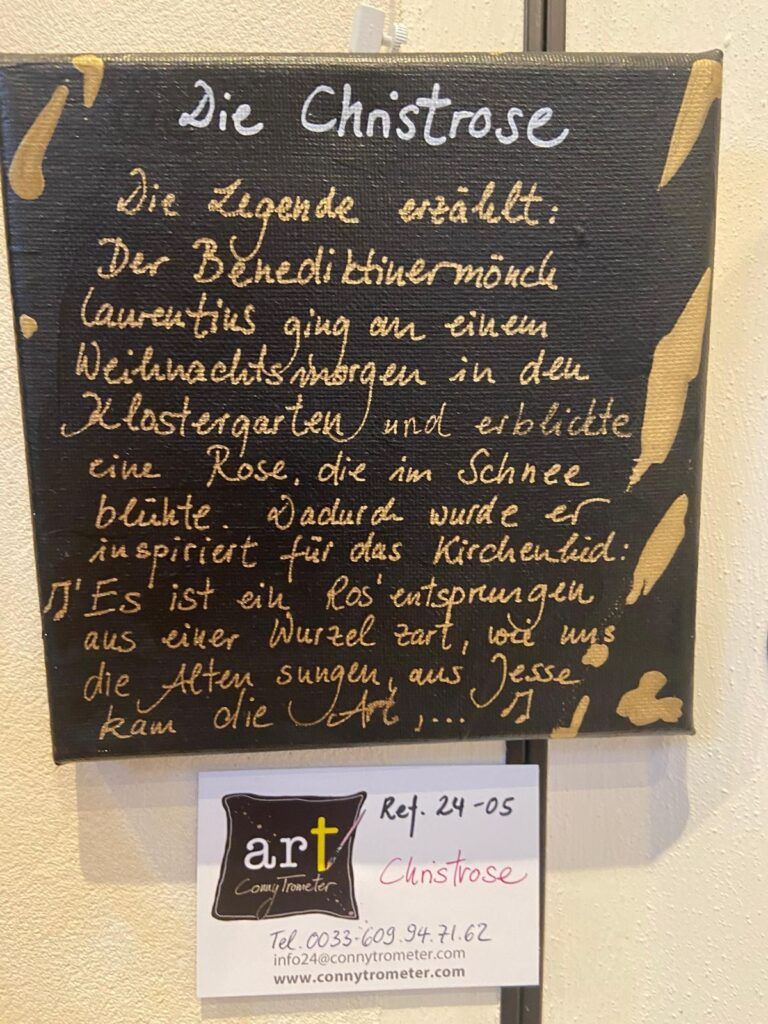 Die Christrose
Die Legende erzählt:
Der Benediktinermönch
Laurentius ging an einem
Weihnachtsmorgen in den
Klostergarten und erblickte
eine Rose, die im Schnee
blühte. Dadurch wurde er
inspiriert für das Kirchenlied:
♫'Es ist ein Ros' entsprungen
aus einer Wurzel zart, wie uns
die Alten sungen, aus Jesse
kam die Art,... ♫
art
Conny Trometer
Ref. 24-05
Christrose
Tel. 0033-609.94.71.62
info24@connytrometer.com
www.connytrometer.com